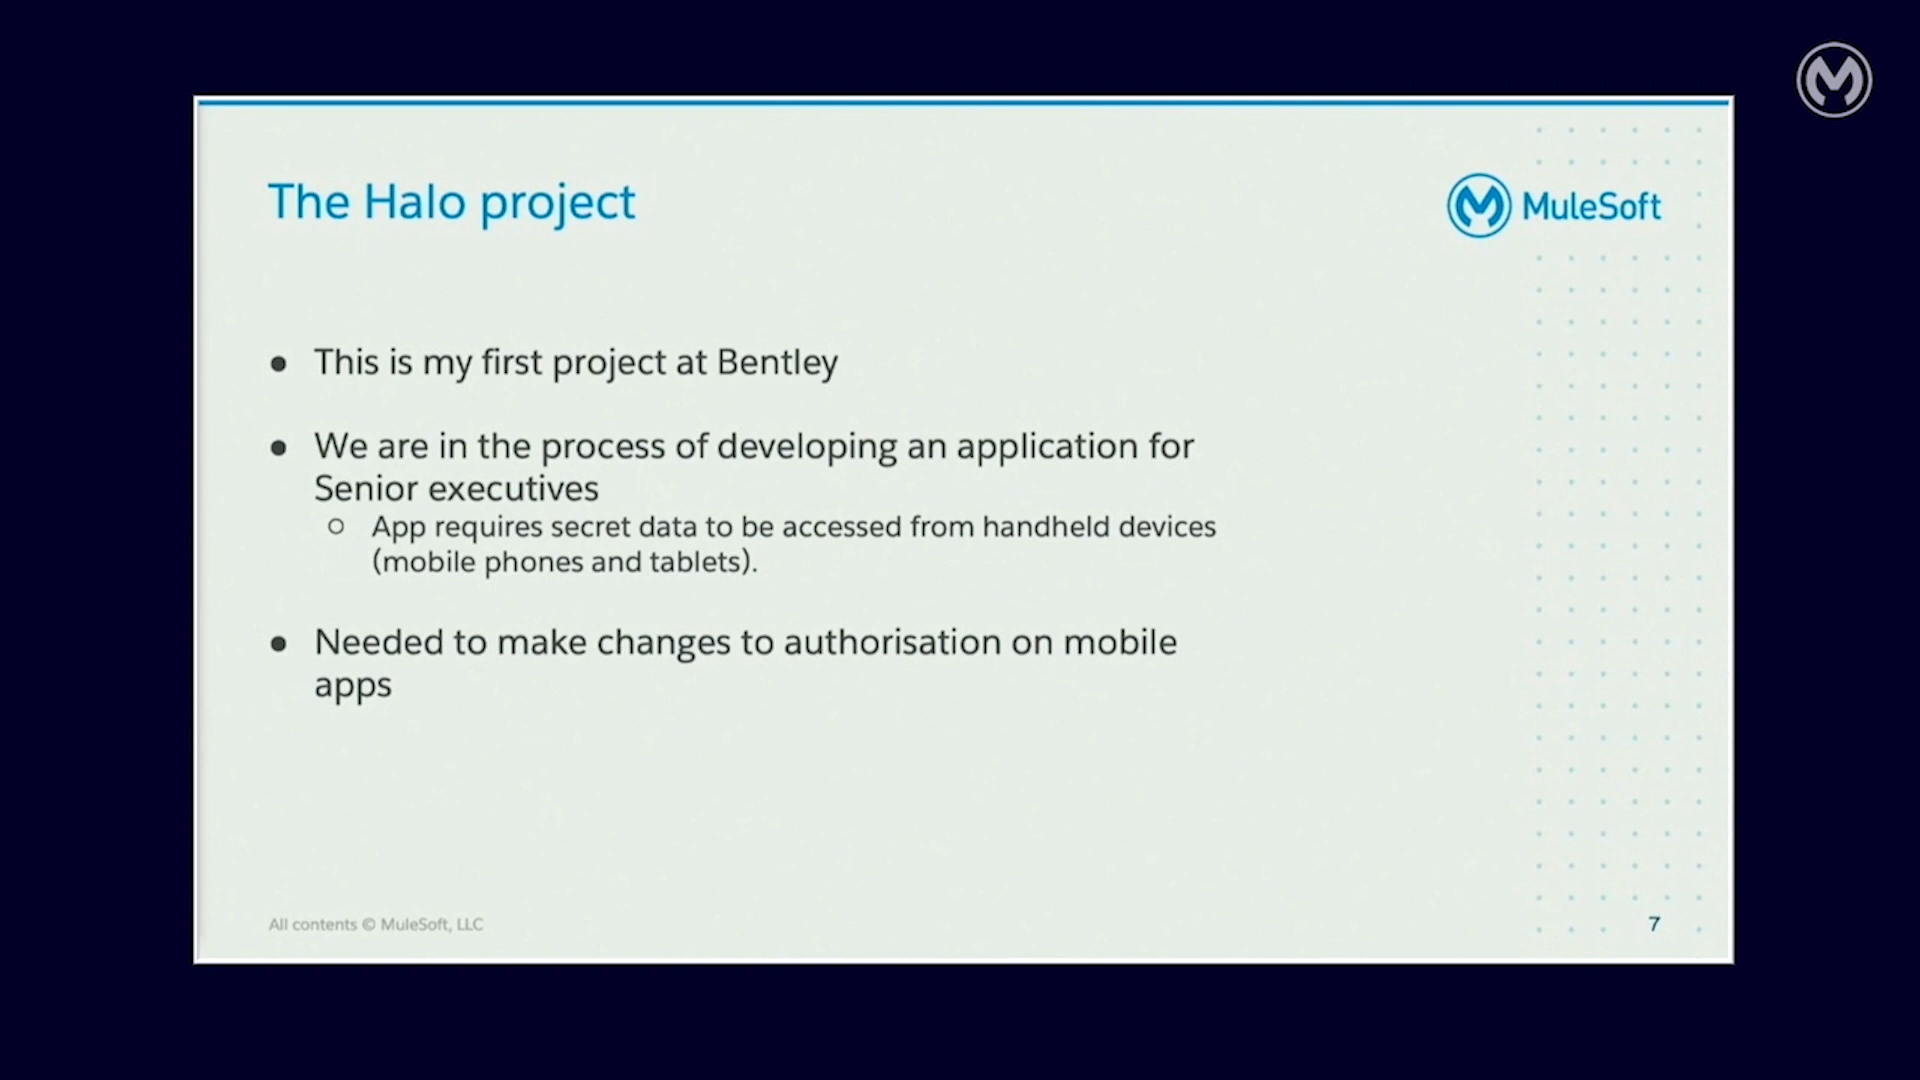 The Halo project
MuleSoft
● This is my first project at Bentley
● We are in the process of developing an application for
Senior executives
○ App requires secret data to be accessed from handheld devices
(mobile phones and tablets).
● Needed to make changes to authorisation on mobile
apps
All contents © MuleSoft, LLC
7